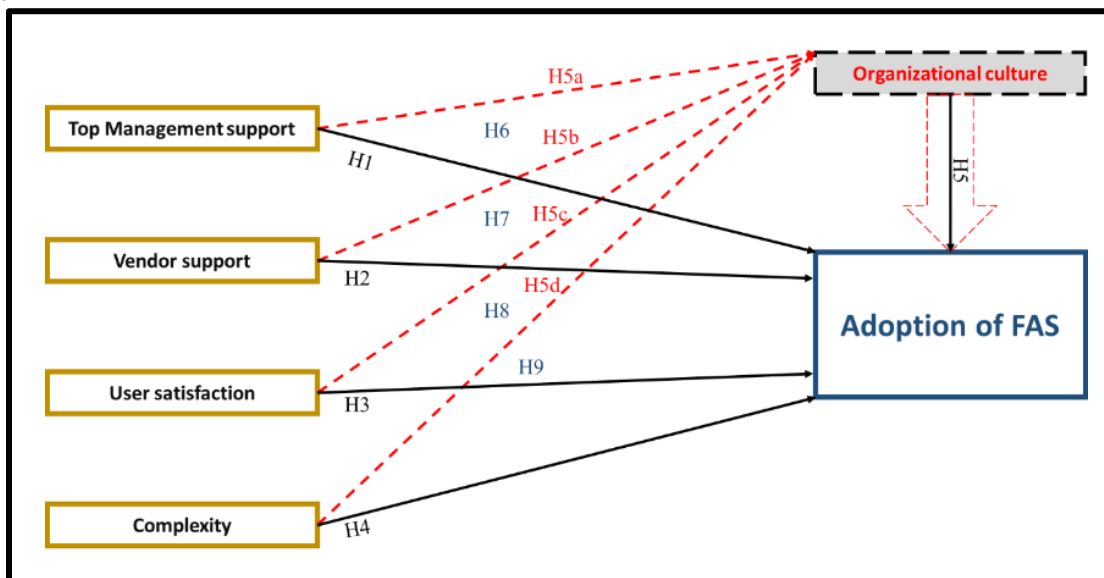 Organizational culture
H5a
Top Management support
H6
H5b
H1
H5
H7
H5c
Vendor support
H2
H5d
H8
Adoption of FAS
H9
User satisfaction
H3
Complexity
H4